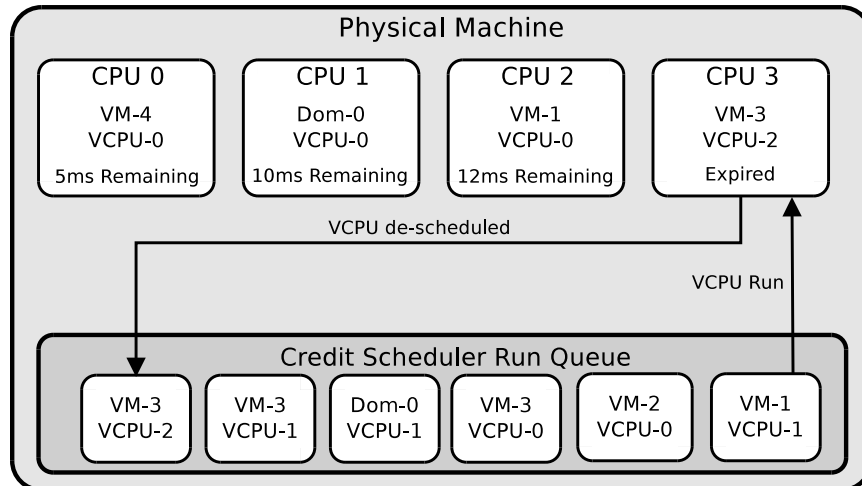 Physical Machine
CPU 0
VM-4
VCPU-0
5ms Remaining
CPU 1
Dom-0
VCPU-0
10ms Remaining
CPU 2
VM-1
VCPU-0
12ms Remaining
CPU 3
VM-3
VCPU-2
Expired
VCPU de-scheduled
VCPU Run
Credit Scheduler Run Queue
VM-3
VCPU-2
VM-3
VCPU-1
Dom-0
VCPU-1
VM-3
VCPU-0
VM-2
VCPU-0
VM-1
VCPU-1